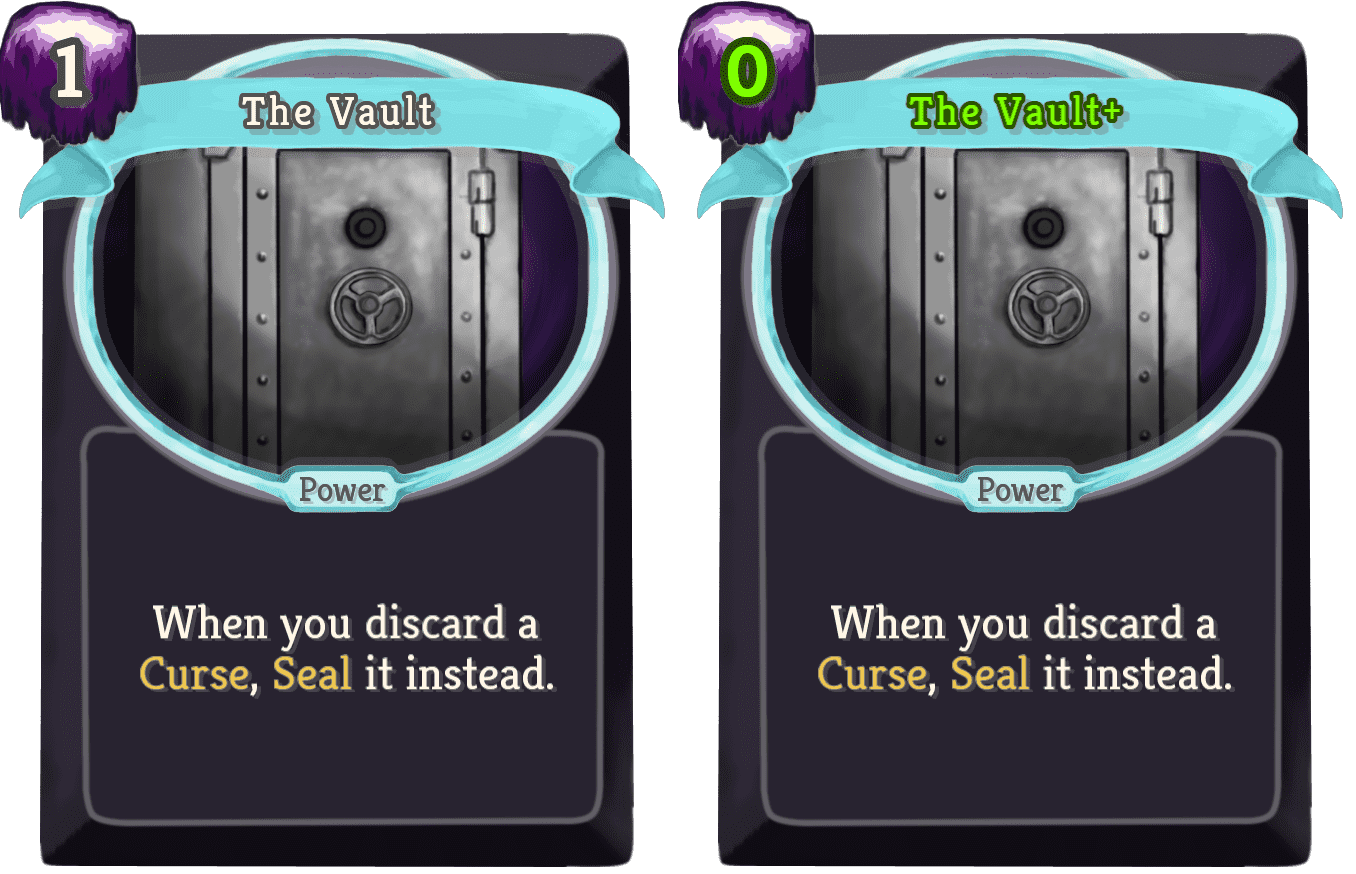 1
The Vault
Power
When you discard a
Curse, Seal it instead.
0
The Vault+
Power
When you discard a
Curse, Seal it instead.